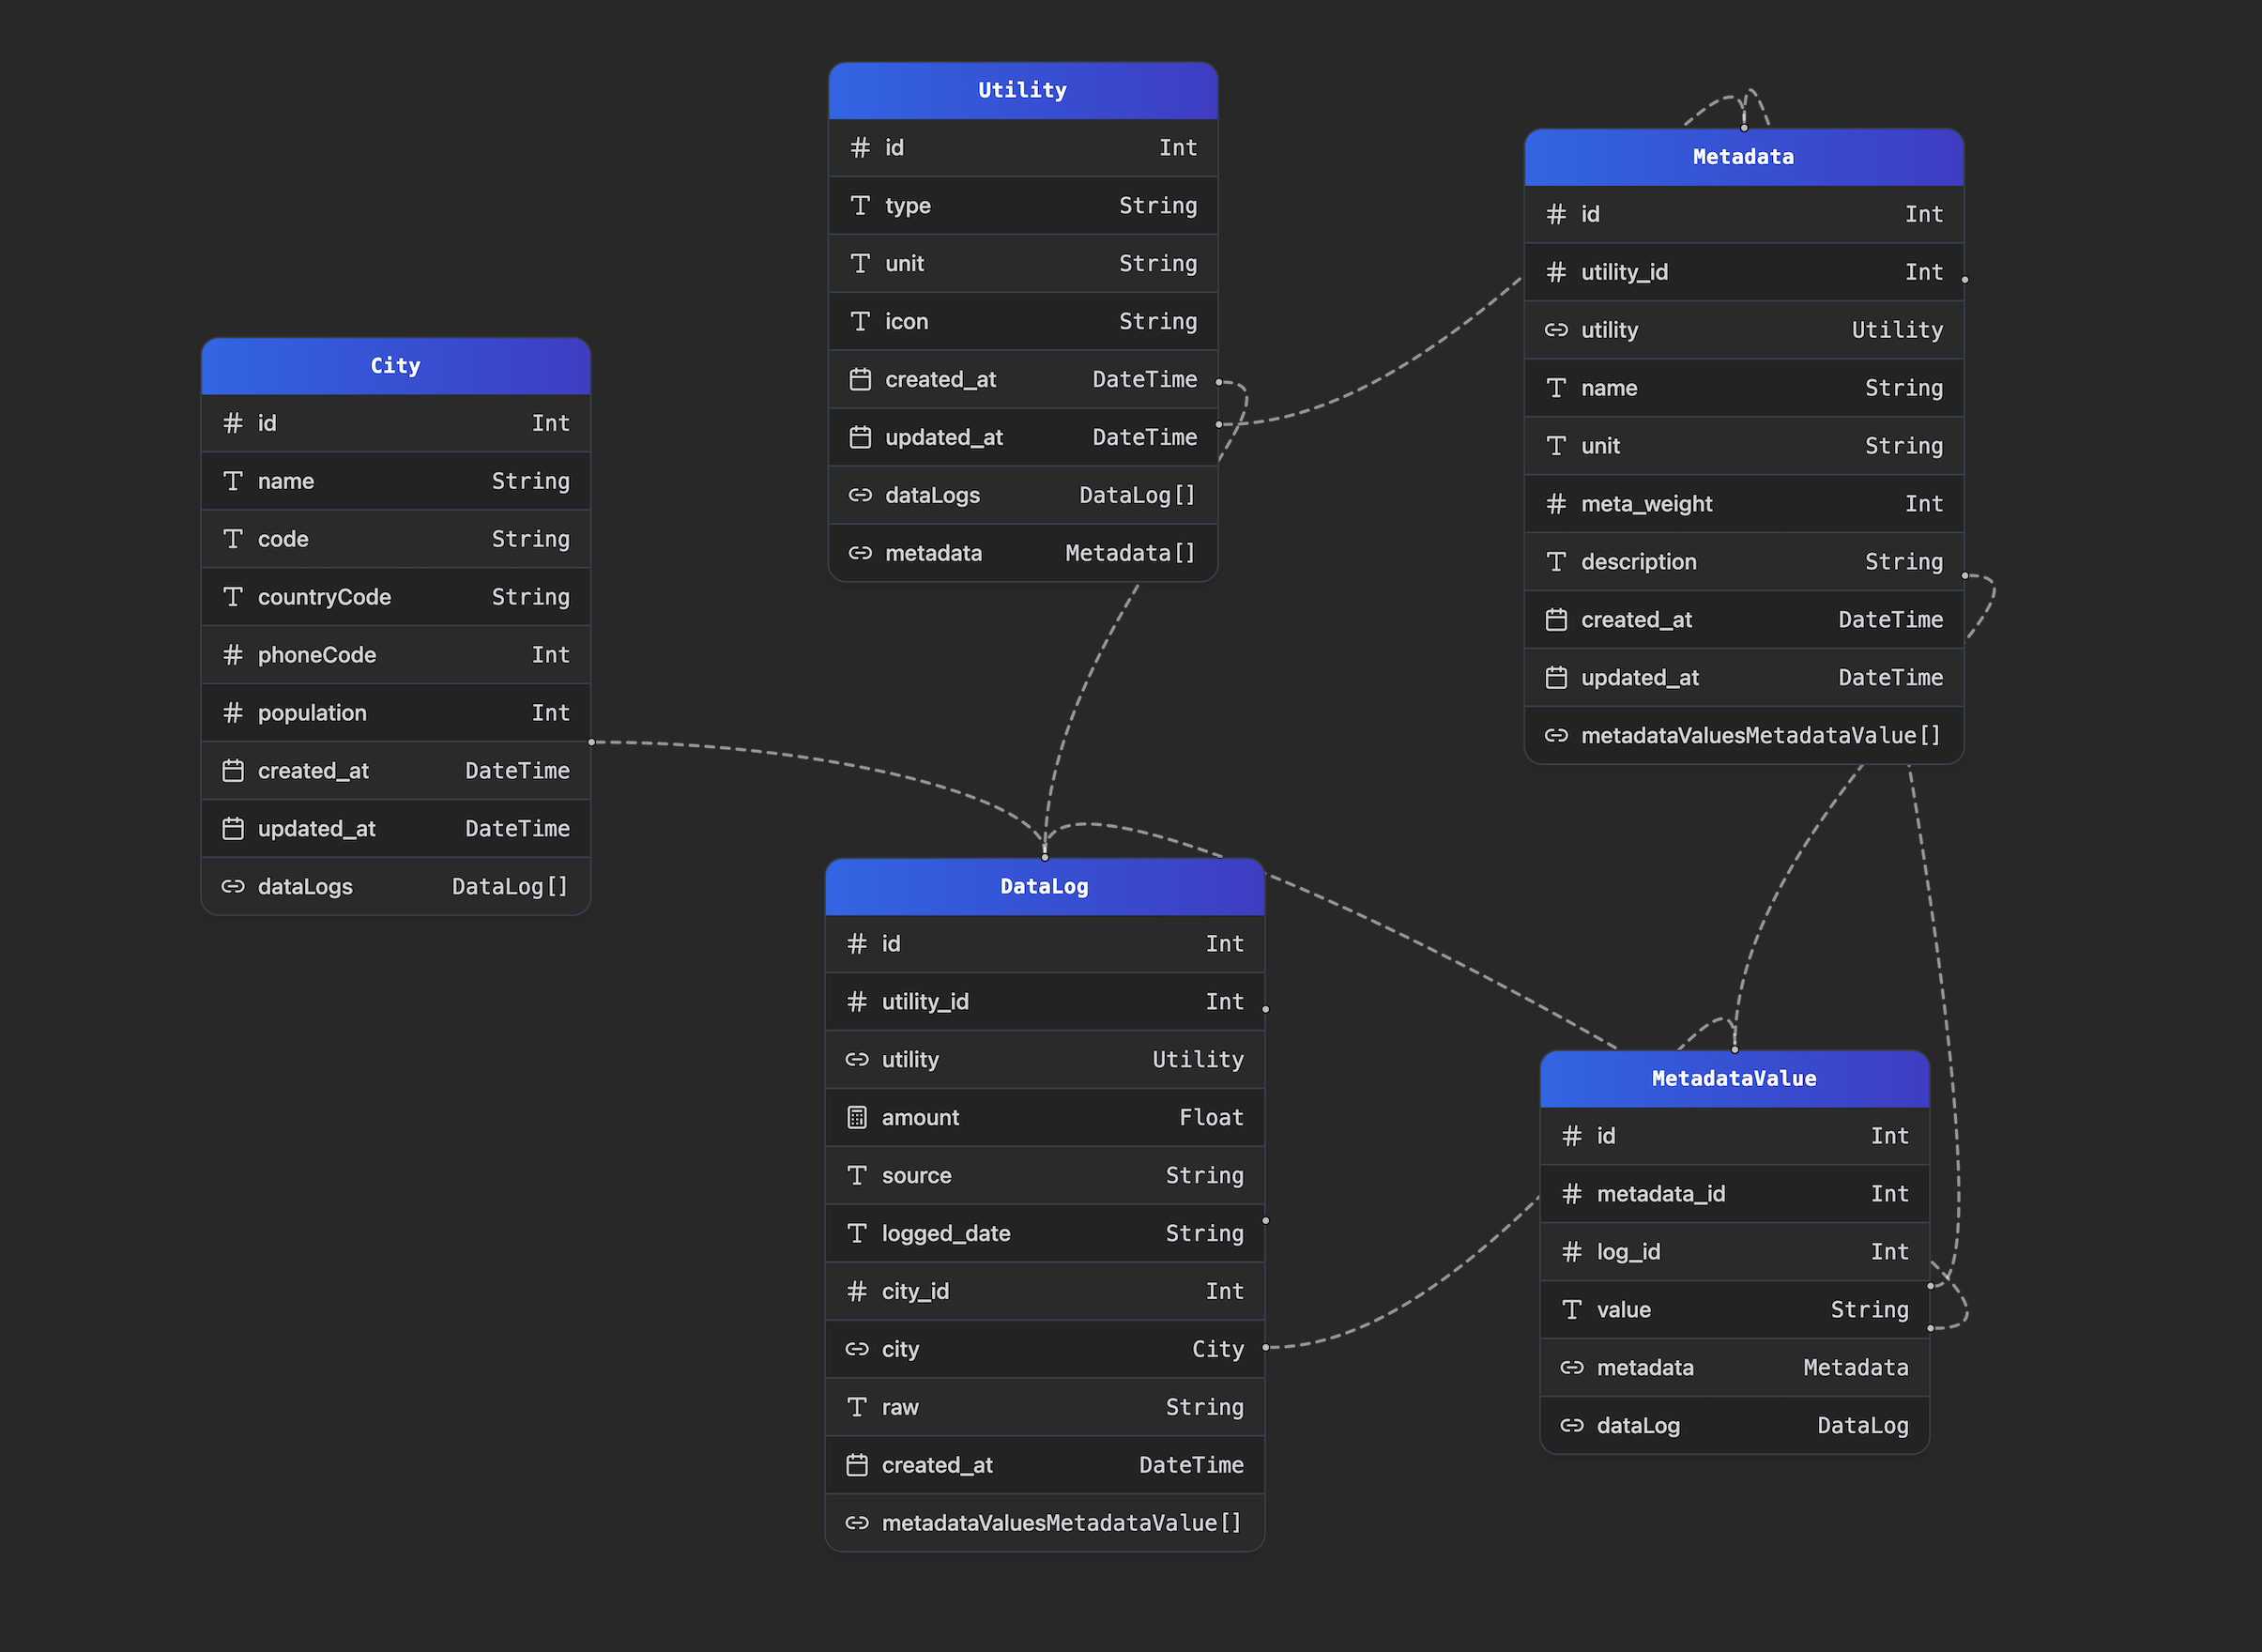 Utility
id Int
type String
unit String
icon String
created_at DateTime
updated_at DateTime
dataLogs DataLog[]
metadata Metadata[]
Metadata
id Int
utility_id Int
utility Utility
name String
unit String
meta_weight Int
description String
created_at DateTime
updated_at DateTime
metadataValuesMetadataValue[]
City
id Int
name String
code String
countryCode String
phoneCode Int
population Int
created_at DateTime
updated_at DateTime
dataLogs DataLog[]
DataLog
id Int
utility_id Int
utility Utility
amount Float
source String
logged_date String
city_id Int
city City
raw String
created_at DateTime
metadataValuesMetadataValue[]
MetadataValue
id Int
metadata_id Int
log_id Int
value String
metadata Metadata
dataLog DataLog